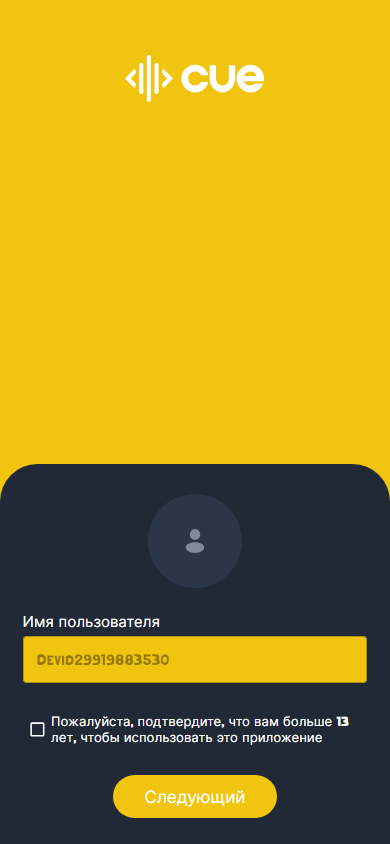 cue
Имя пользователя
Devid29919883530
Пожалуйста, подтвердите, что вам больше 13
лет, чтобы использовать это приложение
Следующий